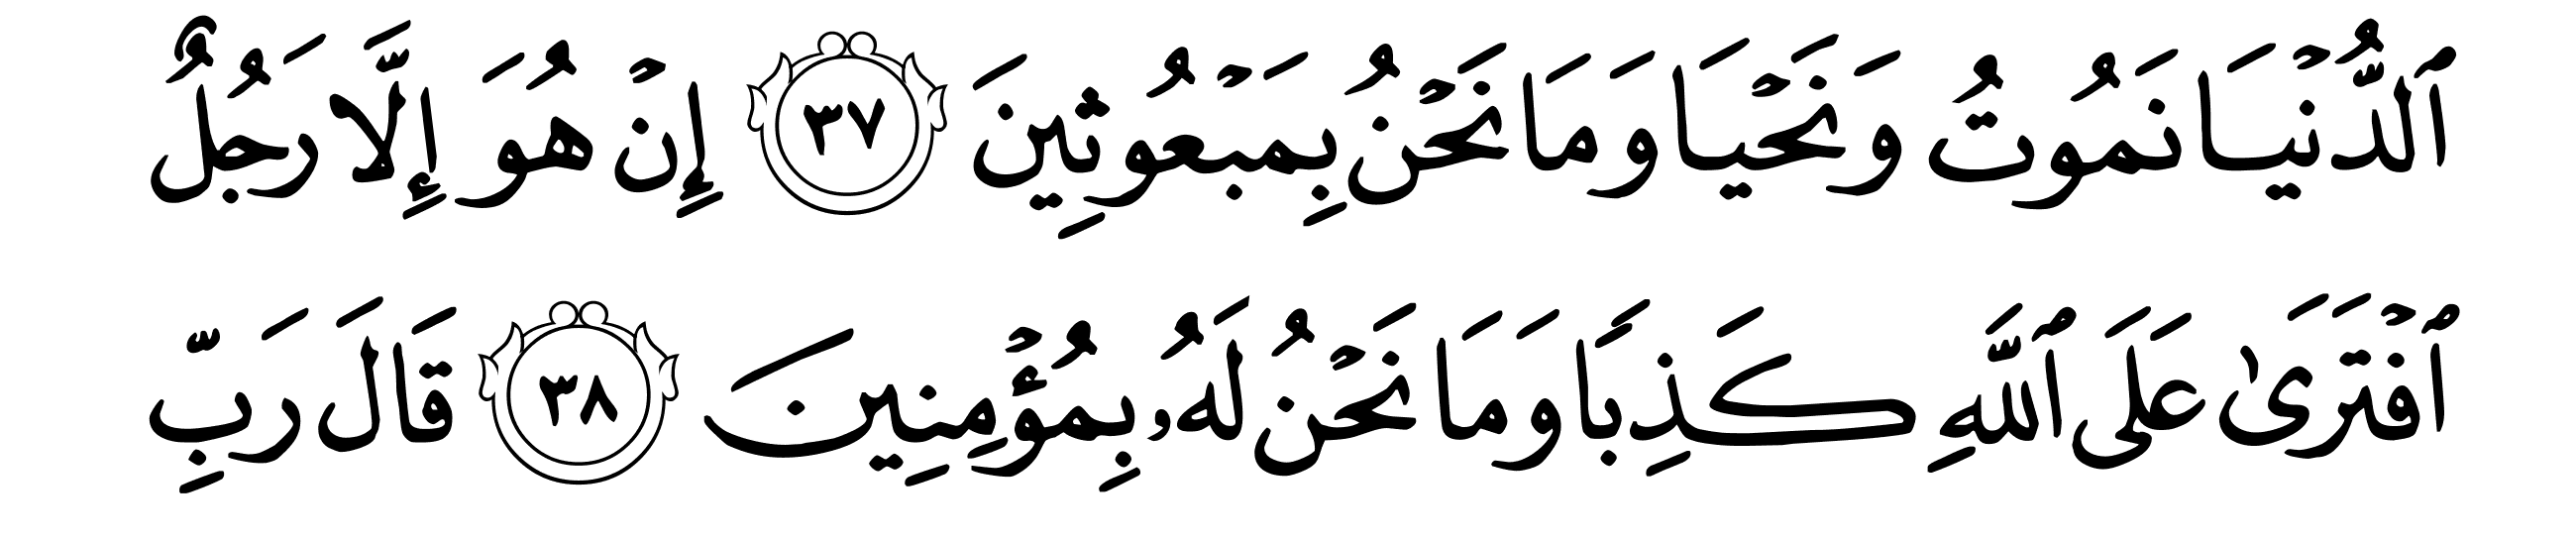 ٱلدُّنْيَا نَمُوتُ وَنَحْيَا وَمَا نَحْنُ بِمَبْعُوثِينَ ٣٧ إِنْ هُوَ إِلَّا رَجُلٌ
ٱفْتَرَىٰ عَلَى ٱللَّهِ كَذِبًا وَمَا نَحْنُ لَهُۥ بِمُؤْمِنِينَ ٣٨ قَالَ رَبِّ